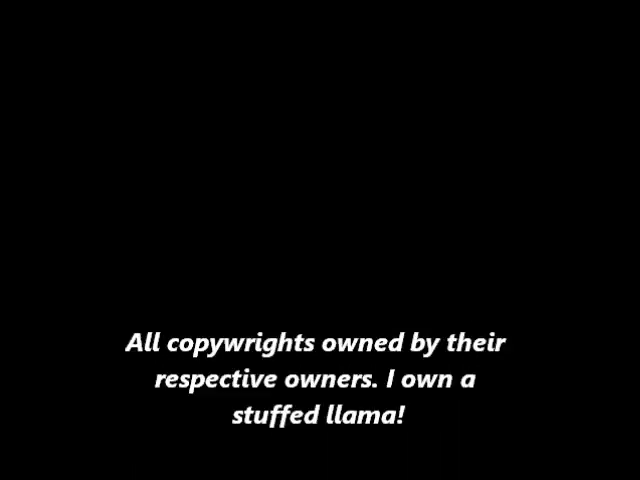 All copywrights owned by their
respective owners. I own a
stuffed llama!